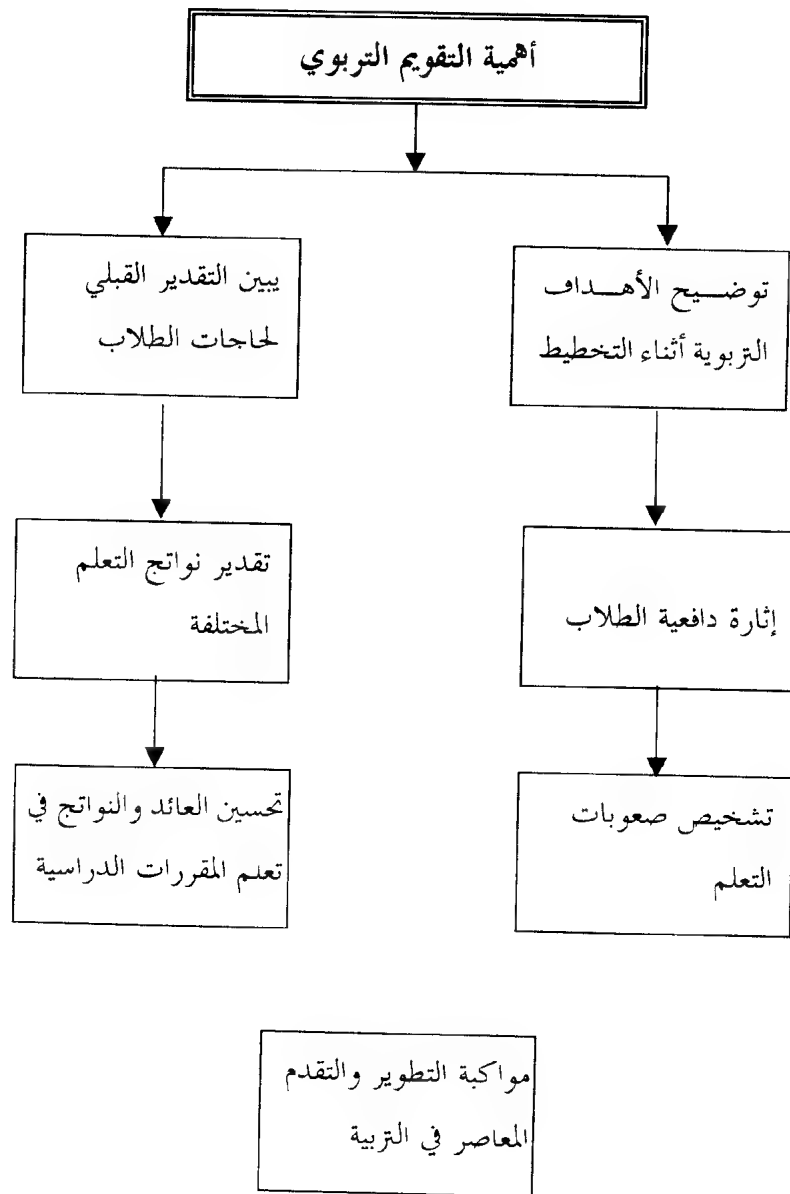 أهمية التقويم التربوي
توضيح الأهداف
التربوية أثناء التخطيط
يبين التقدير القبلي
لحاجات الطلاب
إثارة دافعية الطلاب
تقدير نواتج التعلم
المختلفة
تشخيص صعوبات
التعلم
تحسين العائد والنواتج في
تعلم المقررات الدراسية
مواكبة التطوير والتقدم
المعاصر في التربية